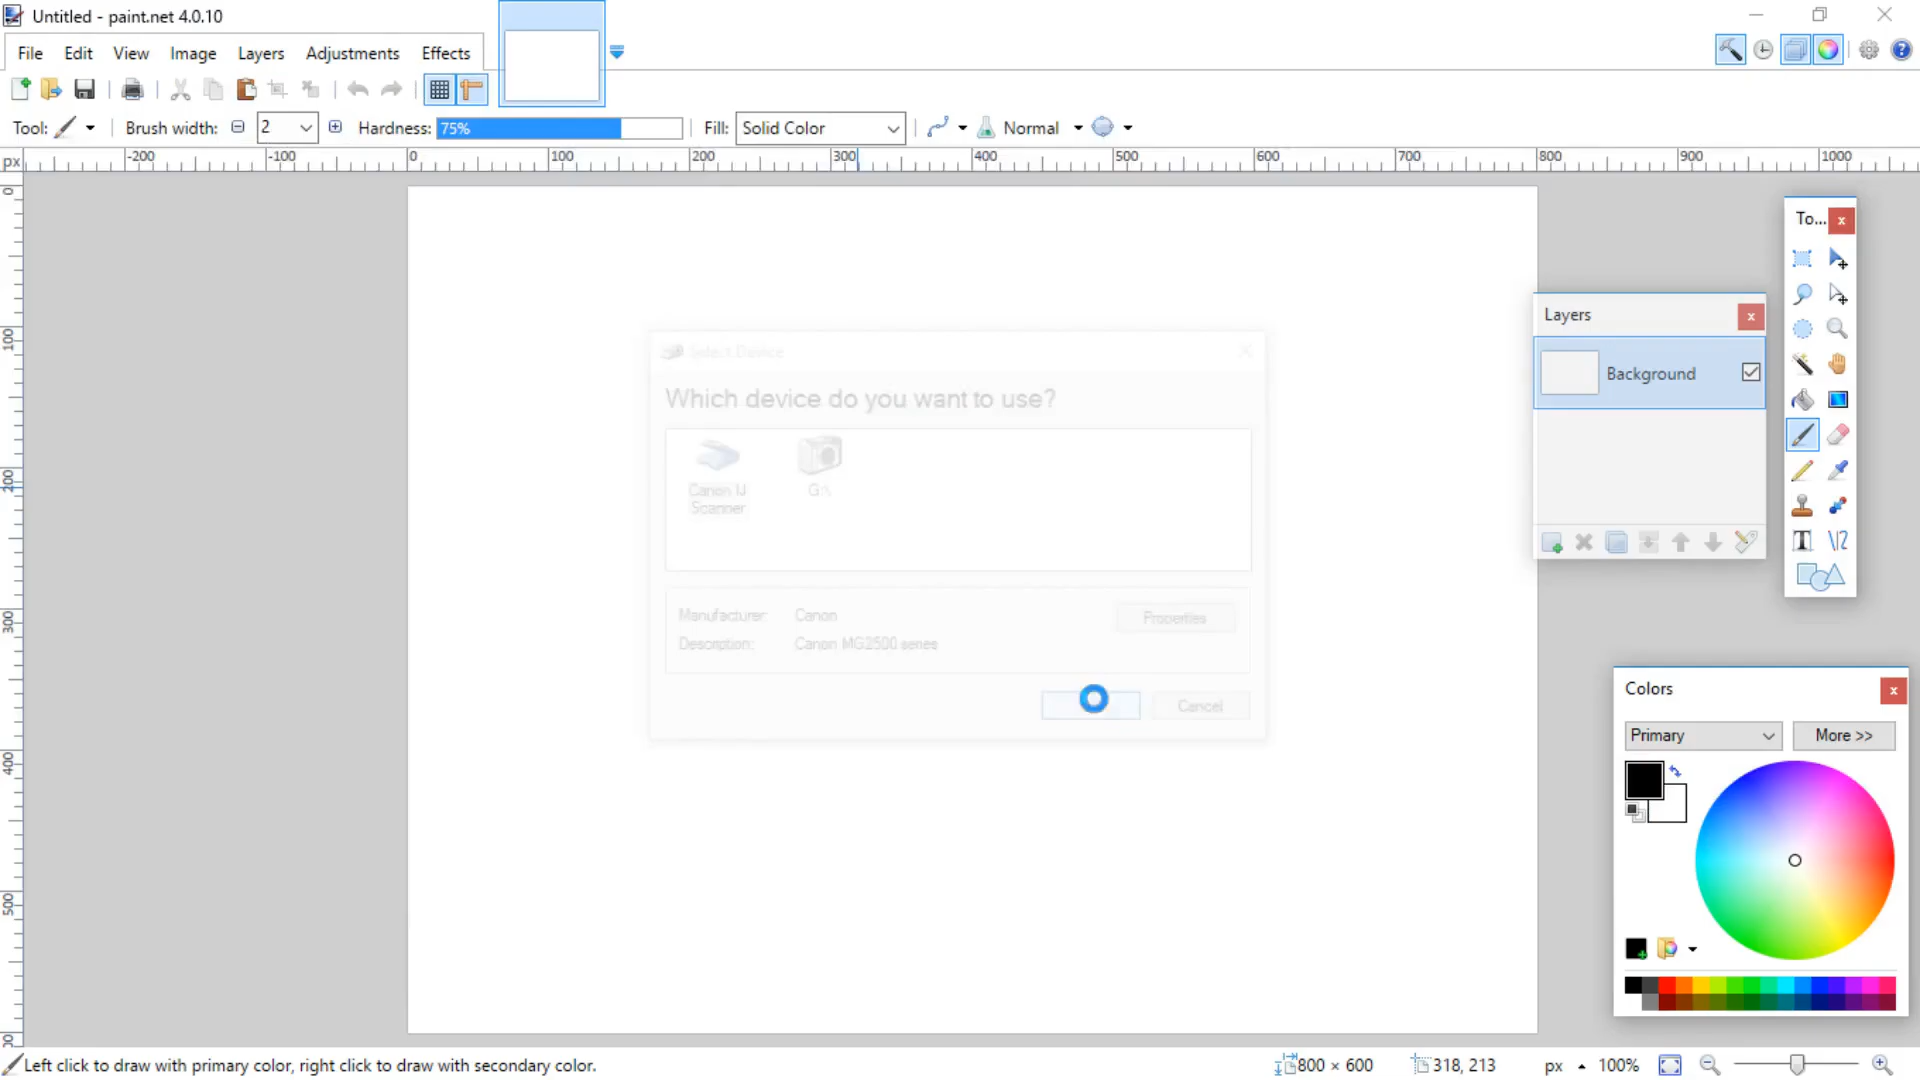 Untitled - paint.net 4.0.10
File Edit View Image Layers Adjustments Effects
Tool: Brush width: 2 Hardness: 75% Fill: Solid Color Normal
px -200 -100 0 100 200 300 400 500 600 700 800 900 1000
0
100
200
300
400
500
Select Device
Which device do you want to use?
Canon IJ
Scanner
G:\
Manufacturer: Canon
Properties
Description: Canon MG2500 series
Cancel
To...
Layers
Background
Colors
Primary More >>
Left click to draw with primary color, right click to draw with secondary color.
800 × 600 318, 213 px 100%